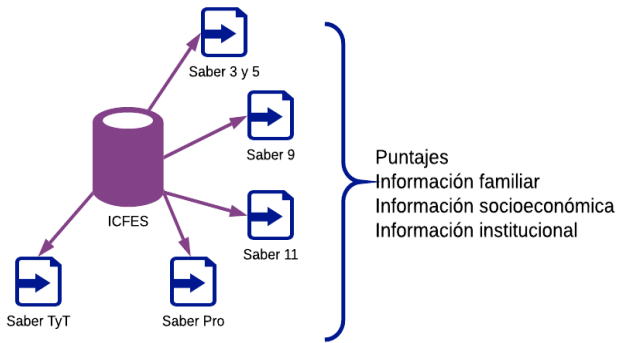 Saber 3 y 5
Saber 9
ICFES
Saber 11
Saber TyT
Saber Pro
Puntajes
Información familiar
Información socioeconómica
Información institucional